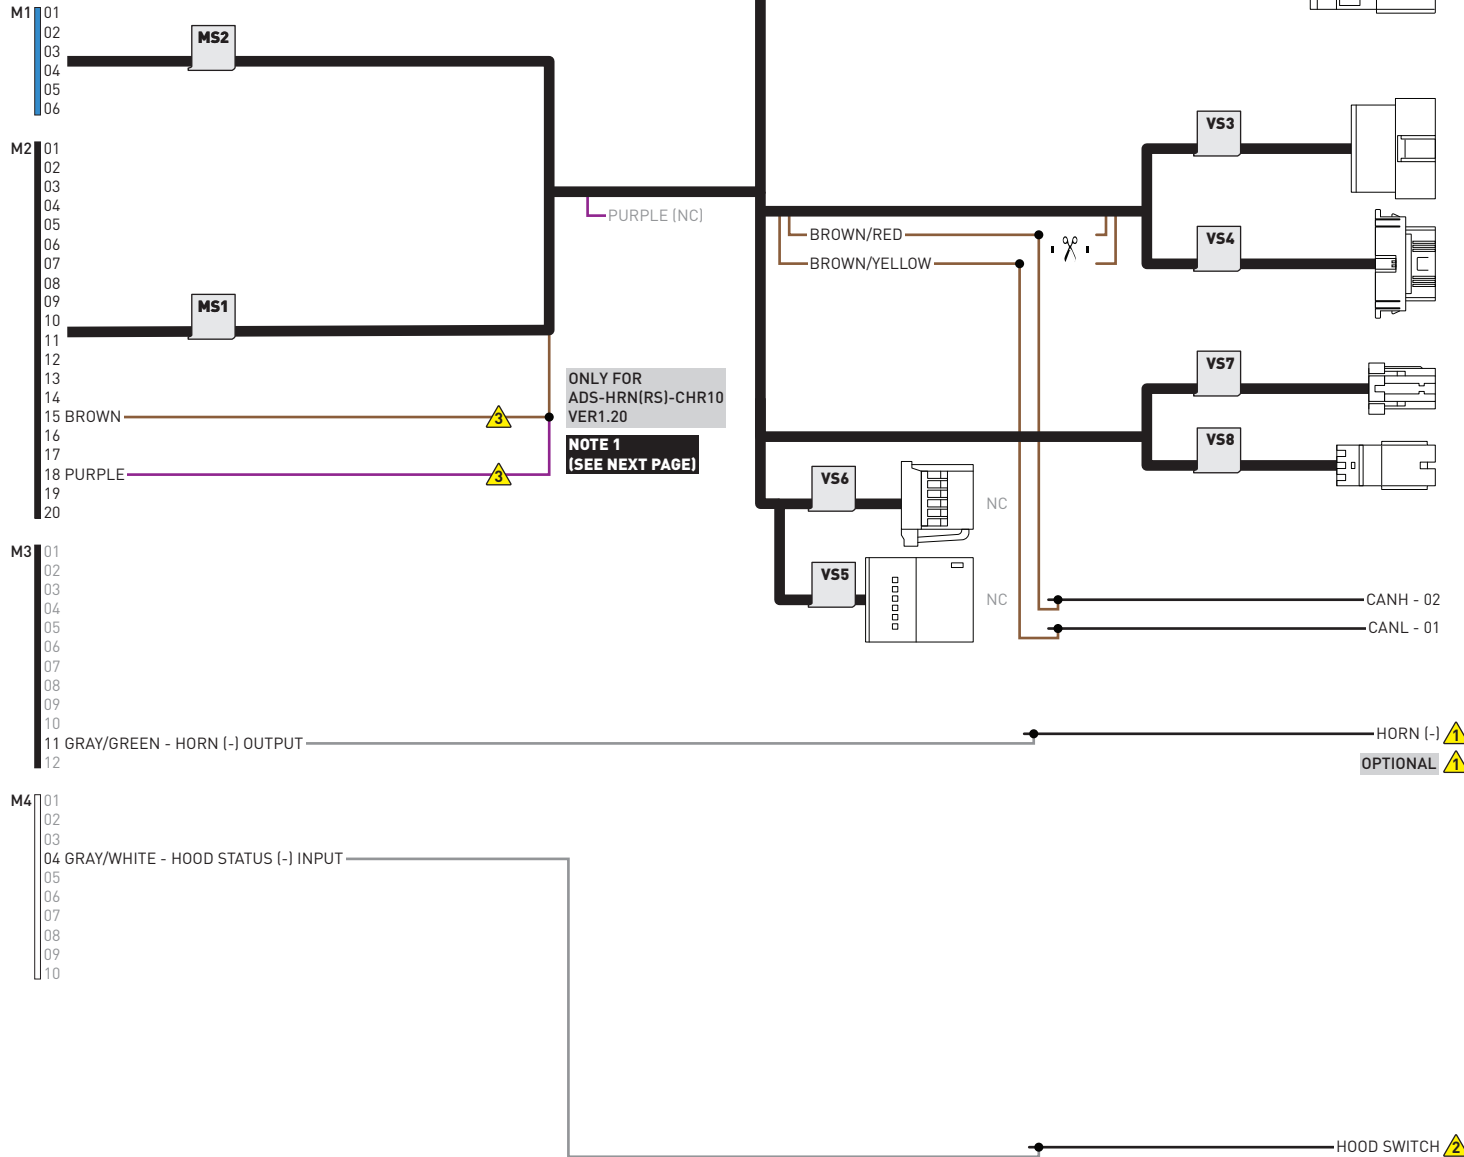 M1 01
02
03
04
05
06
MS2
M2 01
02
03
04
05
06
07
08
09
10
11
12
13
14
15 BROWN
16
17
18 PURPLE
19
20
MS1
3
3
PURPLE (NC)
ONLY FOR
ADS-HRN(RS)-CHR10
VER1.20
NOTE 1
(SEE NEXT PAGE)
BROWN/RED
BROWN/YELLOW
VS3
VS4
VS7
VS8
VS6
NC
VS5
NC
CANH - 02
CANL - 01
M3 01
02
03
04
05
06
07
08
09
10
11 GRAY/GREEN - HORN (-) OUTPUT
12
HORN (-) 1
OPTIONAL 1
M4 01
02
03
04 GRAY/WHITE - HOOD STATUS (-) INPUT
05
06
07
08
09
10
HOOD SWITCH 2